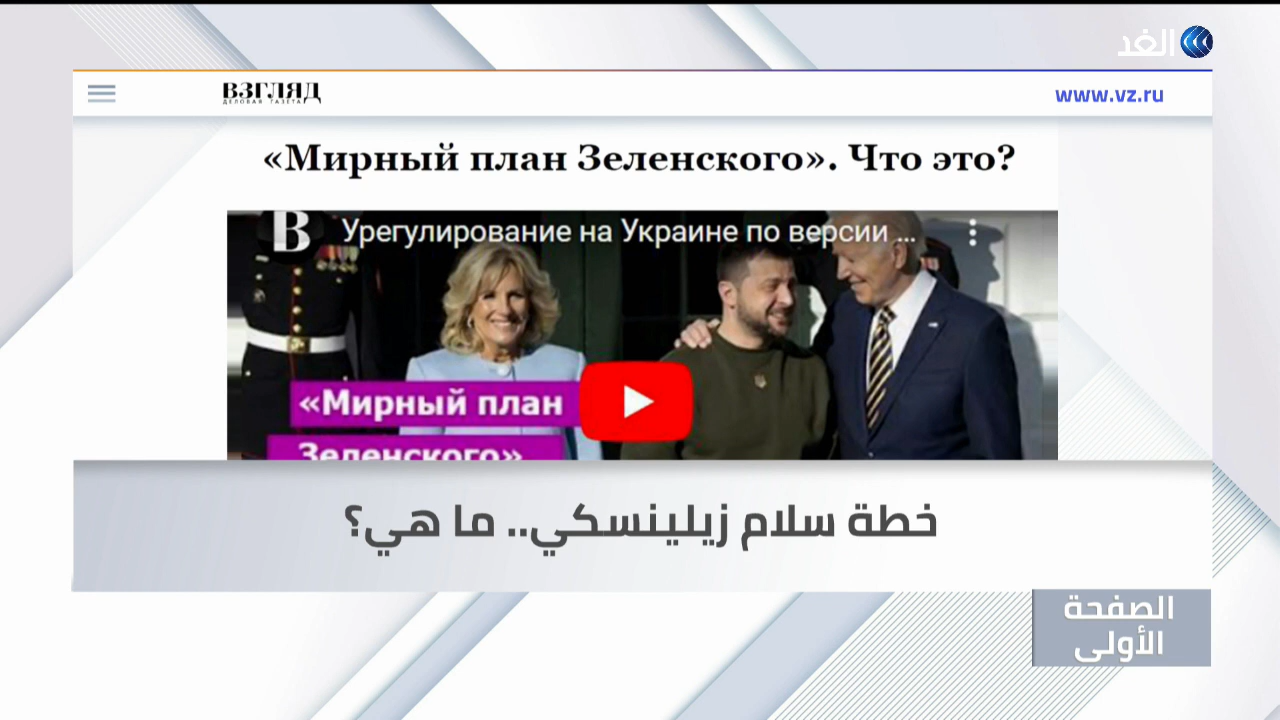 الغد
ВЗГЛЯД
ДЕЛОВАЯ ГАЗЕТА
www.vz.ru
«Мирный план Зеленского». Что это?
B
Урегулирование на Украине по версии ...
«Мирный план
Зеленского»
خطة سلام زيلينسكي.. ما هي؟
الصفحة
الأولى